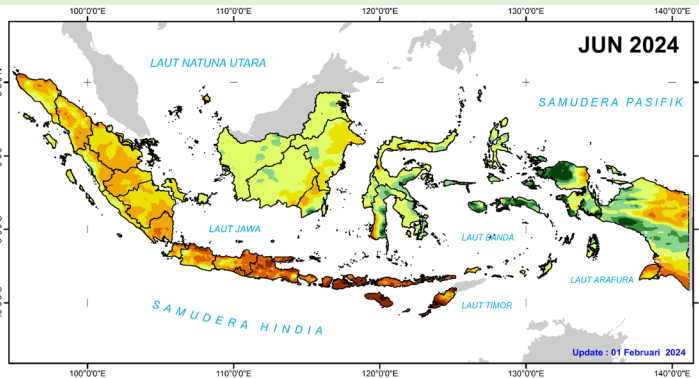 100°0'0"E 110°0'0"E 120°0'0"E 130°0'0"E 140°0'0"E
JUN 2024
LAUT NATUNA UTARA
SAMUDERA PASIFIK
LAUT JAWA
LAUT BANDA
LAUT ARAFURA
LAUT TIMOR
SAMUDERA HINDIA
Update : 01 Februari 2024
100°0'0"E 110°0'0"E 120°0'0"E 130°0'0"E 140°0'0"E